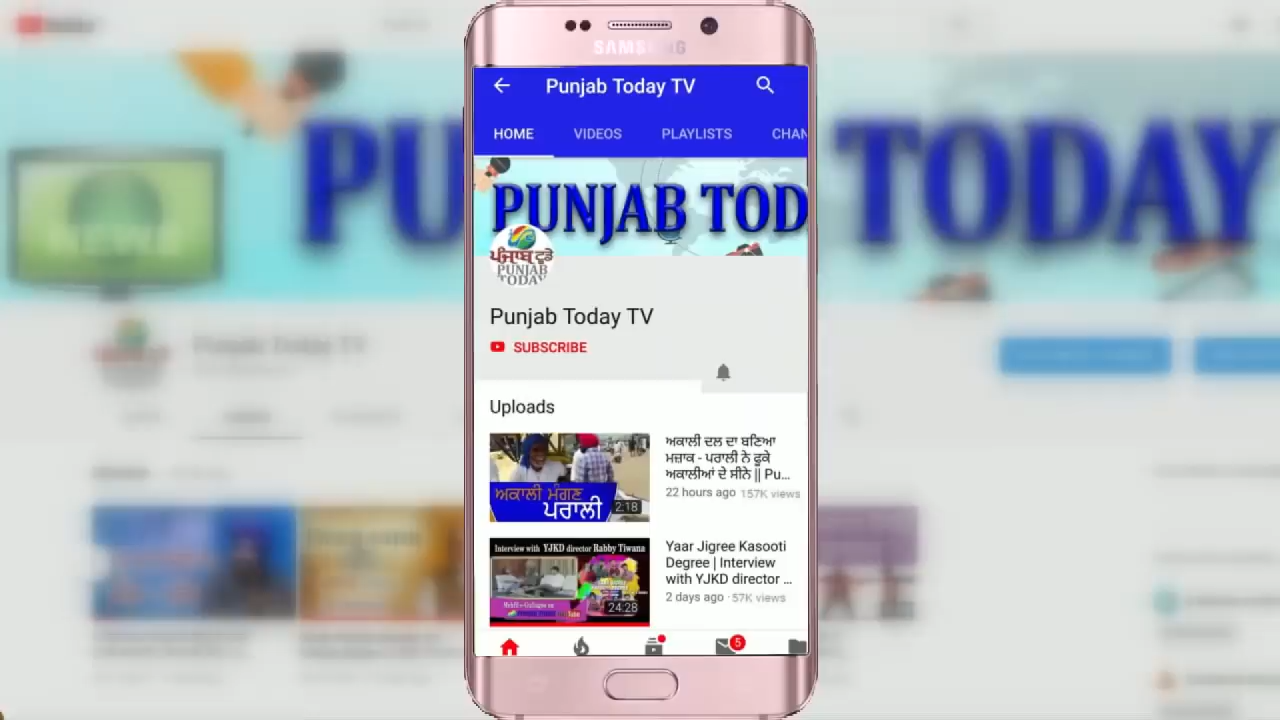 SAMSUNG
Punjab Today TV
HOME VIDEOS PLAYLISTS CHAN
PUNJAB TOD
PU
TODAY
ਪੰਜਾਬ ਟੂਡੇ
PUNJAB
TODAY
Punjab Today TV
SUBSCRIBE
Uploads
ਅਕਾਲੀ ਮੰਗਣ
ਪਰਾਲੀ
2:18
ਅਕਾਲੀ ਦਲ ਦਾ ਬਣਿਆ
ਮਜ਼ਾਕ - ਪਰਾਲੀ ਨੇ ਫੂਕੇ
ਅਕਾਲੀਆਂ ਦੇ ਸੀਨੇ || Pu...
22 hours ago 157K views
Interview with YJKD director Rabby Tiwana
24:28
Yaar Jigree Kasooti
Degree | Interview
with YJKD director ...
2 days ago · 57K views
5